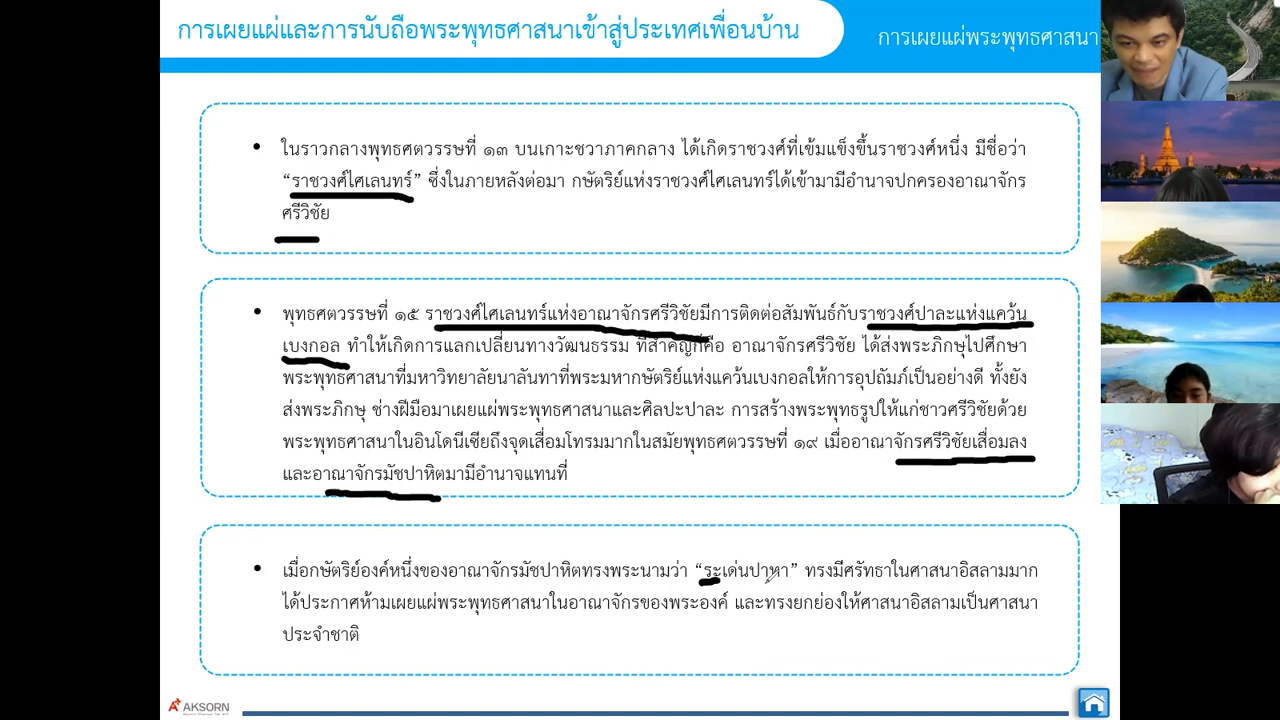 การเผยแผ่และการนับถือพระพุทธศาสนาเข้าสู่ประเทศเพื่อนบ้าน
การเผยแผ่พระพุทธศาสนา
• ในราวกลางพุทธศตวรรษที่ ๑๓ บนเกาะชวาภาคกลาง ได้เกิดราชวงศ์ที่เข้มแข็งขึ้นราชวงศ์หนึ่ง มีชื่อว่า
“ราชวงศ์ไศเลนทร์” ซึ่งในภายหลังต่อมา กษัตริย์แห่งราชวงศ์ไศเลนทร์ได้เข้ามามีอำนาจปกครองอาณาจักร
ศรีวิชัย
• พุทธศตวรรษที่ ๑๕ ราชวงศ์ไศเลนทร์แห่งอาณาจักรศรีวิชัยมีการติดต่อสัมพันธ์กับราชวงศ์ปาละแห่งแคว้น
เบงกอล ทำให้เกิดการแลกเปลี่ยนทางวัฒนธรรม ที่สำคัญก็คือ อาณาจักรศรีวิชัย ได้ส่งพระภิกษุไปศึกษา
พระพุทธศาสนาที่มหาวิทยาลัยนาลันทาที่พระมหากษัตริย์แห่งแคว้นเบงกอลให้การอุปถัมภ์เป็นอย่างดี ทั้งยัง
ส่งพระภิกษุ ช่างฝีมือมาเผยแผ่พระพุทธศาสนาและศิลปะปาละ การสร้างพระพุทธรูปให้แก่ชาวศรีวิชัยด้วย
พระพุทธศาสนาในอินโดนีเซียถึงจุดเสื่อมโทรมมากในสมัยพุทธศตวรรษที่ ๑๙ เมื่ออาณาจักรศรีวิชัยเสื่อมลง
และอาณาจักรมัชปาหิตมามีอำนาจแทนที่
• เมื่อกษัตริย์องค์หนึ่งของอาณาจักรมัชปาหิตทรงพระนามว่า “ระเด่นปาทา” ทรงมีศรัทธาในศาสนาอิสลามมาก
ได้ประกาศห้ามเผยแผ่พระพุทธศาสนาในอาณาจักรของพระองค์ และทรงยกย่องให้ศาสนาอิสลามเป็นศาสนา
ประจำชาติ
AKSORN